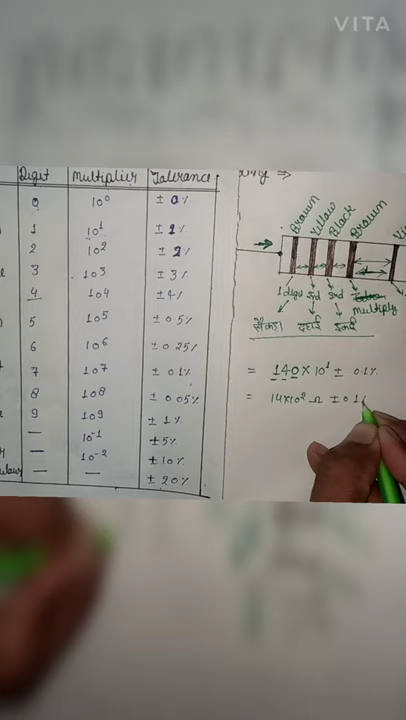 VITA
Digit Multiplier Tolerance
0 10⁰ ± 0%
1 10¹ ± 1%
2 10² ± 2%
3 10³ ± 3%
4 10⁴ ± 4%
5 10⁵ ± 0.5%
6 10⁶ ± 0.25%
7 10⁷ ± 0.1%
8 10⁸ ± 0.05%
9 10⁹ ± 1%
— 10⁻¹ ± 5%
— 10⁻² ± 10%
— — ± 20%
⇒
Brown Yellow Black Brown
1 digit 2nd 3rd multiply
सैकड़ा दहाई इकाई
= 140 × 10¹ ± 0.1%
= 14×10² Ω ± 0.1